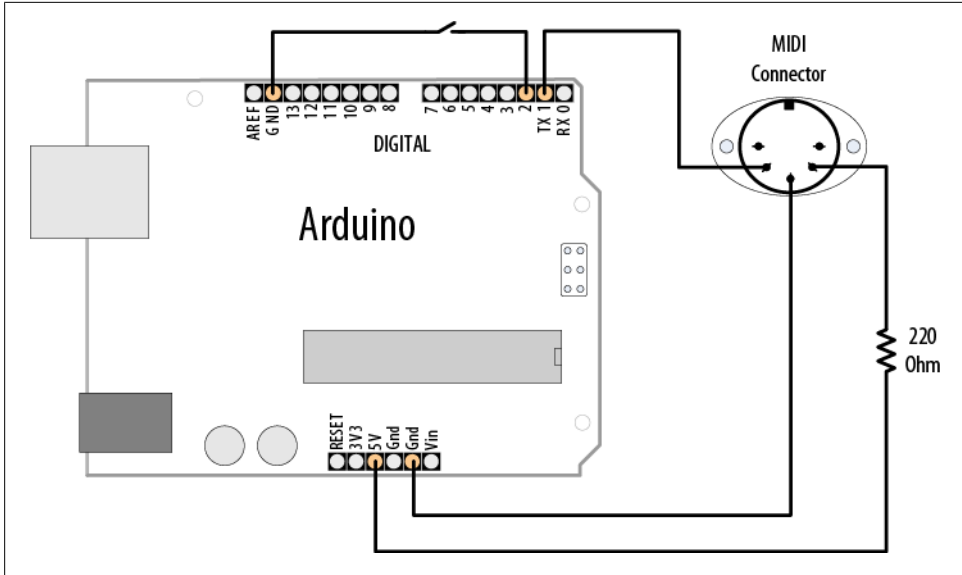 MIDI
Connector
AREF
GND
13
12
11
10
9
8
7
6
5
4
3
2
TX 1
RX 0
DIGITAL
Arduino
220
Ohm
RESET
3V3
5V
Gnd
Gnd
Vin